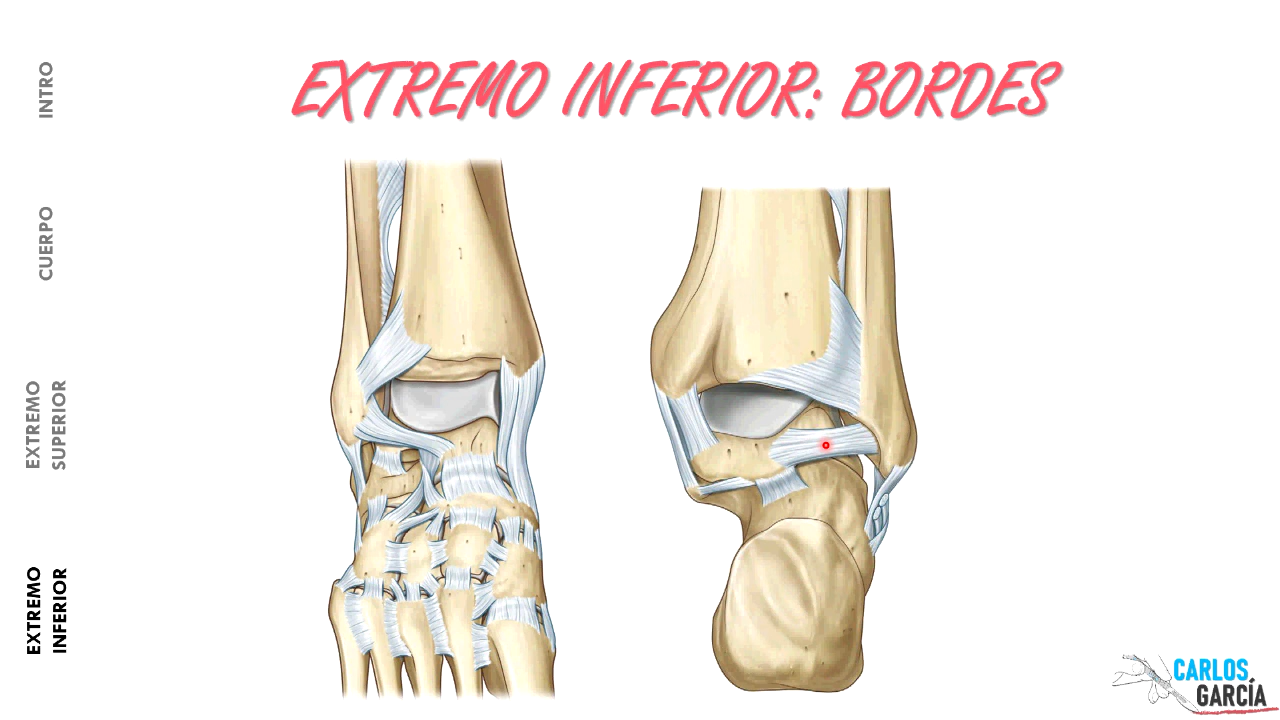 EXTREMO INFERIOR: BORDES
INTRO
CUERPO
EXTREMO
SUPERIOR
EXTREMO
INFERIOR
CARLOS
GARCÍA